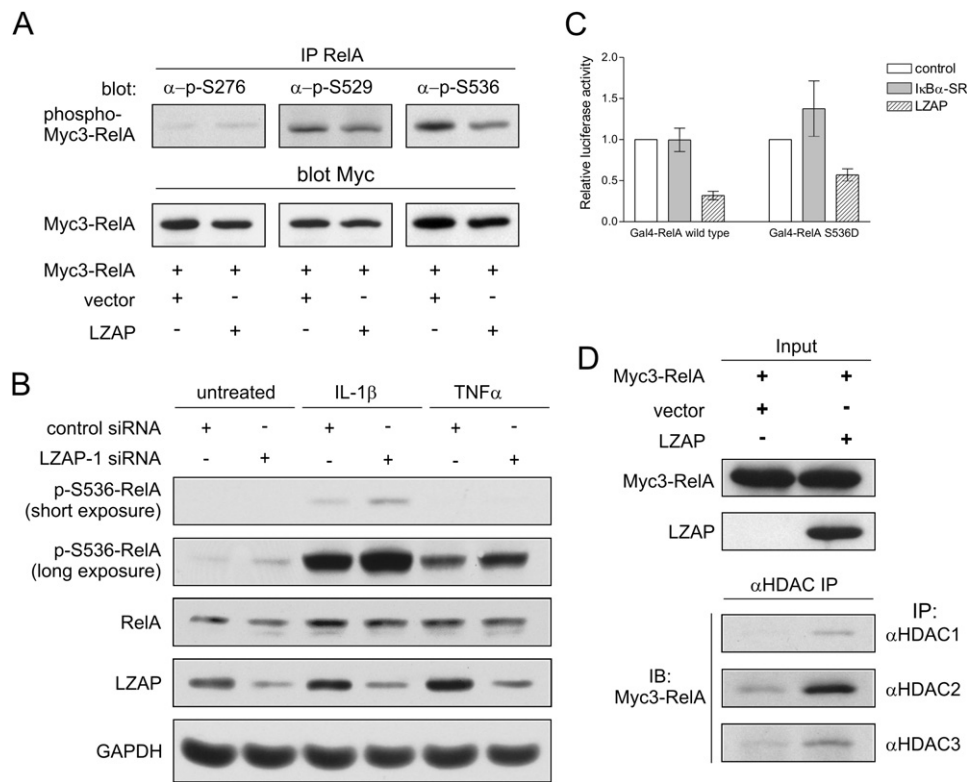 A
IP RelA
blot: α–p-S276 α–p-S529 α–p-S536
phospho-
Myc3-RelA
blot Myc
Myc3-RelA
Myc3-RelA + + + + + +
vector + - + - + -
LZAP - + - + - +
B
untreated IL-1β TNFα
control siRNA + - + - + -
LZAP-1 siRNA - + - + - +
p-S536-RelA
(short exposure)
p-S536-RelA
(long exposure)
RelA
LZAP
GAPDH
C
Relative luciferase activity
2.0
1.5
1.0
0.5
0.0
control
IκBα-SR
LZAP
Gal4-RelA wild type Gal4-RelA S536D
D
Input
Myc3-RelA + +
vector + -
LZAP - +
Myc3-RelA
LZAP
αHDAC IP
IP:
IB:
Myc3-RelA
αHDAC1
αHDAC2
αHDAC3